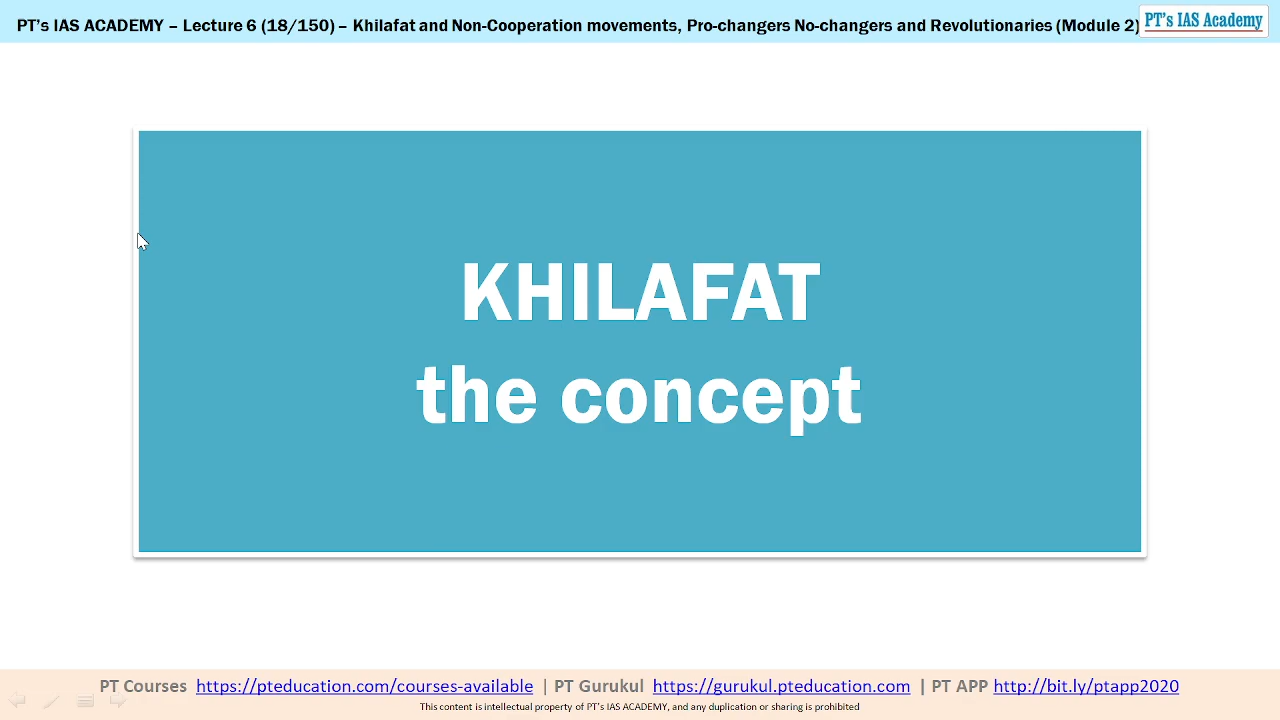 PT's IAS ACADEMY – Lecture 6 (18/150) – Khilafat and Non-Cooperation movements, Pro-changers No-changers and Revolutionaries (Module 2)
PT's IAS Academy
KHILAFAT
the concept
PT Courses https://pteducation.com/courses-available | PT Gurukul https://gurukul.pteducation.com | PT APP http://bit.ly/ptapp2020
This content is intellectual property of PT's IAS ACADEMY, and any duplication or sharing is prohibited